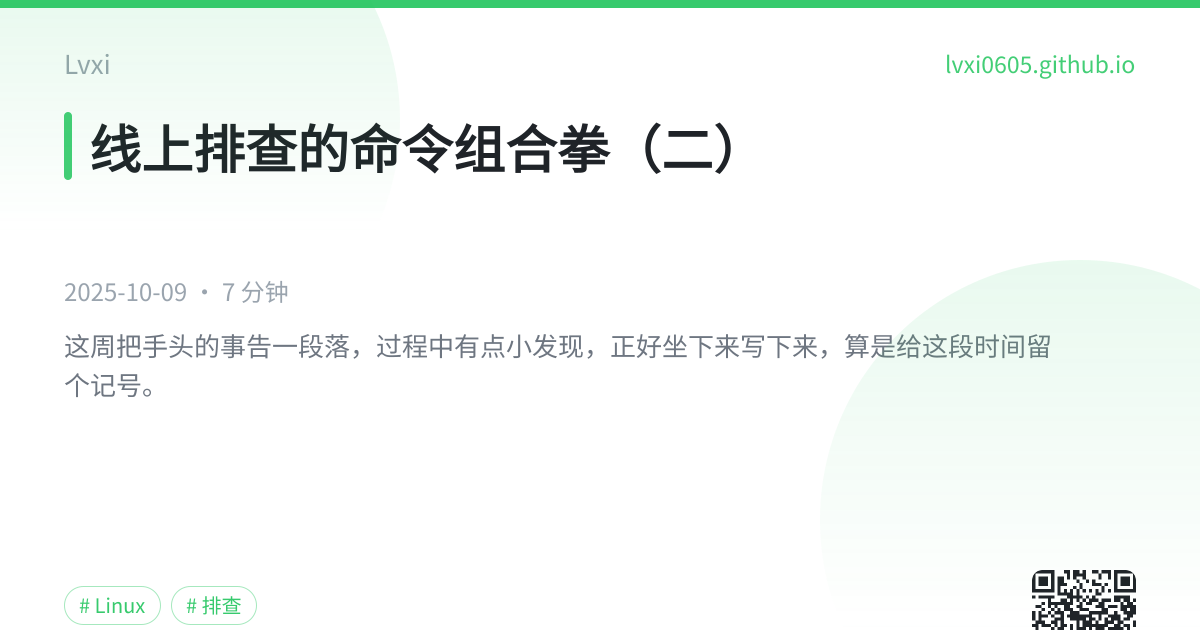 Lvxi
lvxi0605.github.io
线上排查的命令组合拳（二）
2025-10-09 · 7 分钟
这周把手头的事告一段落，过程中有点小发现，正好坐下来写下来，算是给这段时间留
个记号。
# Linux
# 排查